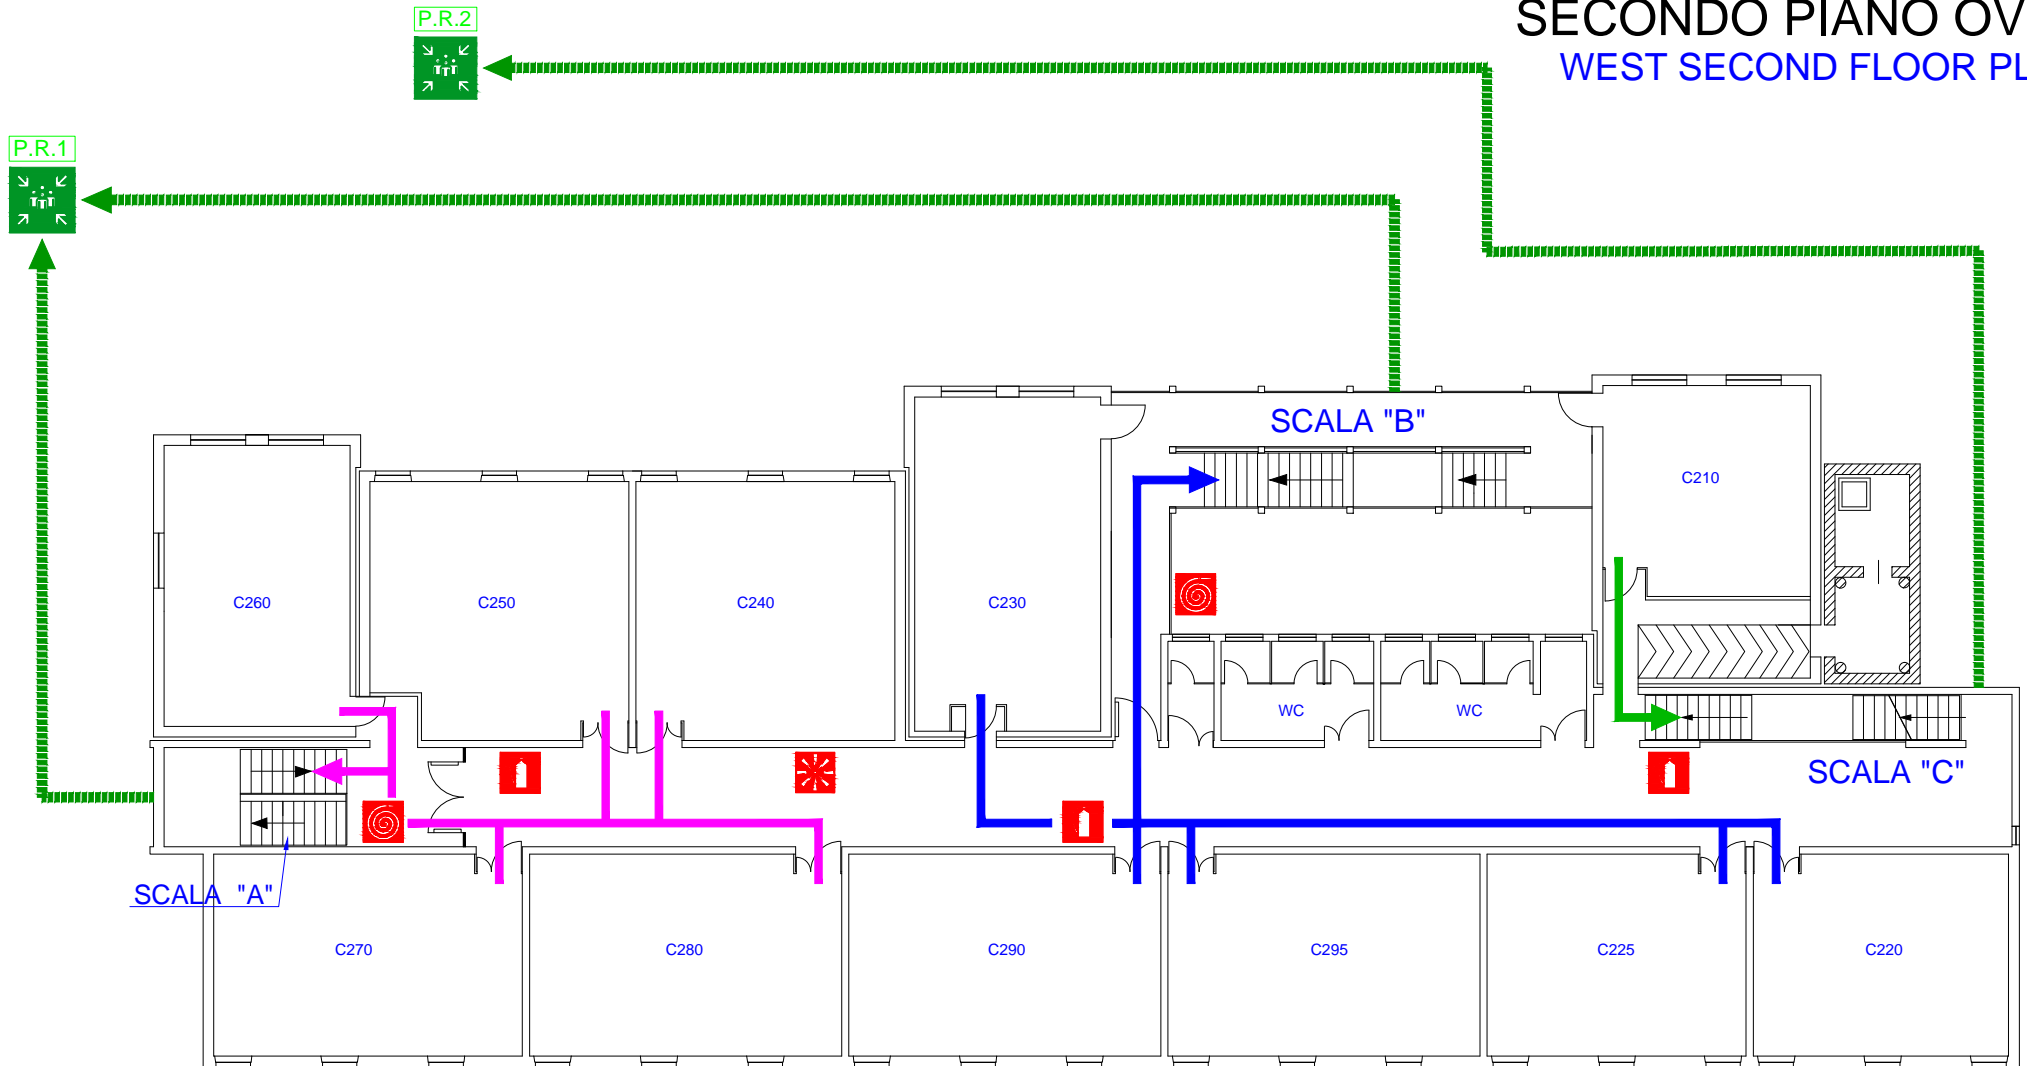 P.R.2
SECONDO PIANO OV
WEST SECOND FLOOR PL
P.R.1
SCALA "B"
C210
C260
C250
C240
C230
WC
WC
SCALA "C"
SCALA "A"
C270
C280
C290
C295
C225
C220